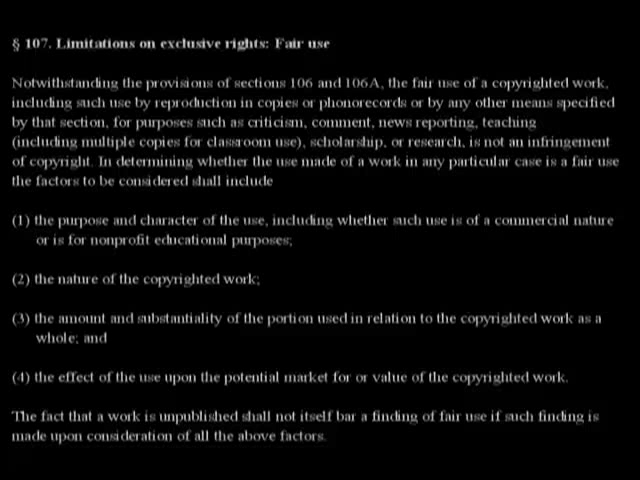 § 107. Limitations on exclusive rights: Fair use
Notwithstanding the provisions of sections 106 and 106A, the fair use of a copyrighted work,
including such use by reproduction in copies or phonorecords or by any other means specified
by that section, for purposes such as criticism, comment, news reporting, teaching
(including multiple copies for classroom use), scholarship, or research, is not an infringement
of copyright. In determining whether the use made of a work in any particular case is a fair use
the factors to be considered shall include
(1) the purpose and character of the use, including whether such use is of a commercial nature
or is for nonprofit educational purposes;
(2) the nature of the copyrighted work;
(3) the amount and substantiality of the portion used in relation to the copyrighted work as a
whole; and
(4) the effect of the use upon the potential market for or value of the copyrighted work.
The fact that a work is unpublished shall not itself bar a finding of fair use if such finding is
made upon consideration of all the above factors.